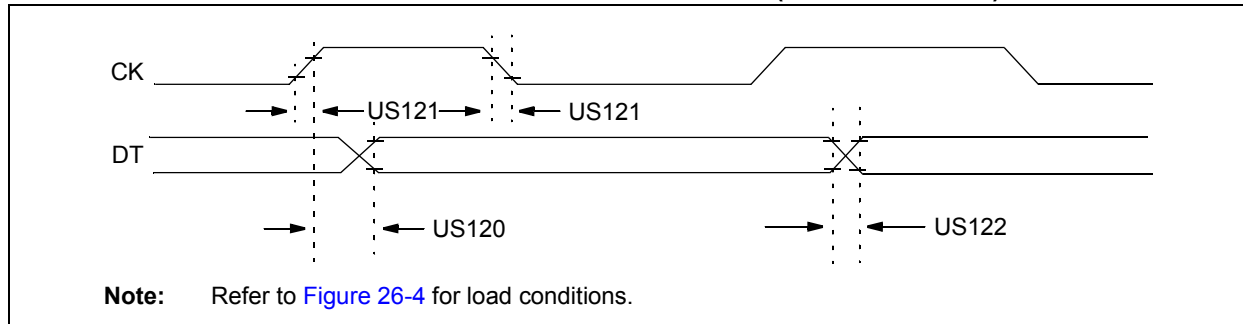 CK
US121 US121
DT
US120 US122
Note: Refer to Figure 26-4 for load conditions.